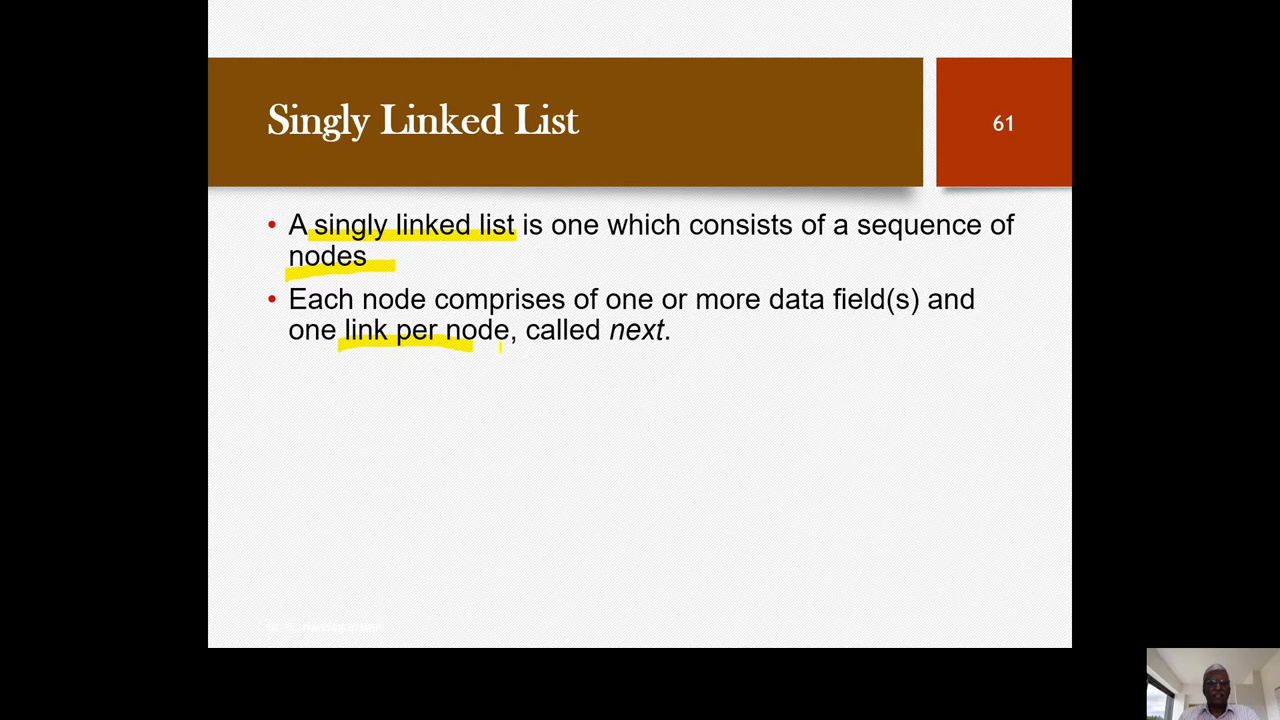 Singly Linked List
61
• A singly linked list is one which consists of a sequence of
nodes
• Each node comprises of one or more data field(s) and
one link per node, called next.